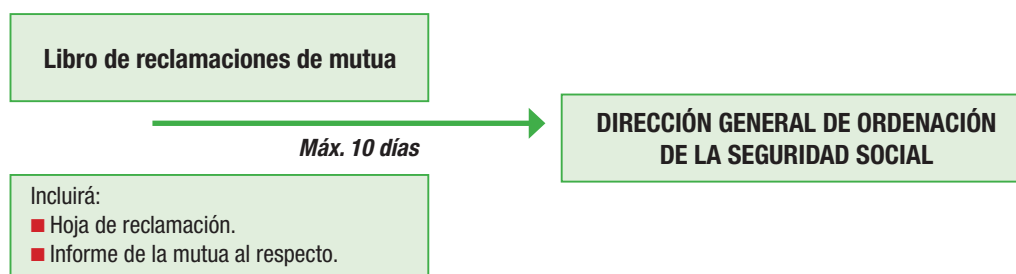 Libro de reclamaciones de mutua
Máx. 10 días
DIRECCIÓN GENERAL DE ORDENACIÓN
DE LA SEGURIDAD SOCIAL
Incluirá:
■ Hoja de reclamación.
■ Informe de la mutua al respecto.